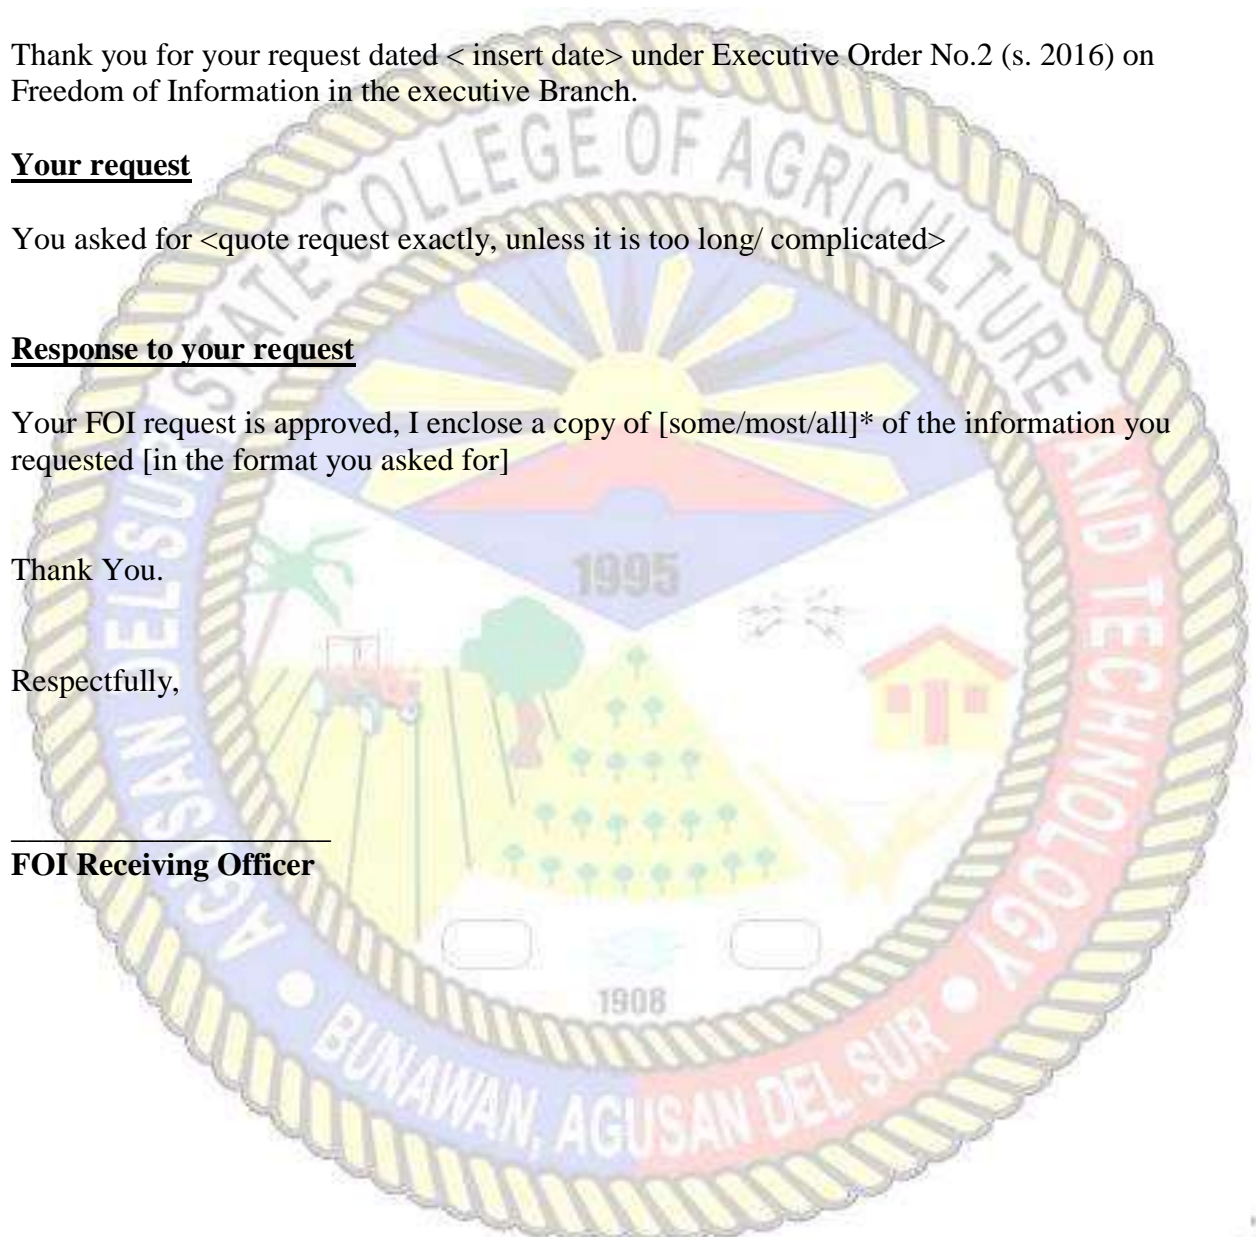 Thank you for your request dated < insert date> under Executive Order No.2 (s. 2016) on
Freedom of Information in the executive Branch.
Your request
You asked for <quote request exactly, unless it is too long/ complicated>
Response to your request
Your FOI request is approved, I enclose a copy of [some/most/all]* of the information you
requested [in the format you asked for]
Thank You.
Respectfully,
____________________
FOI Receiving Officer
AGUSAN DEL SUR STATE COLLEGE OF AGRICULTURE AND TECHNOLOGY
1995
1908
BUNAWAN, AGUSAN DEL SUR